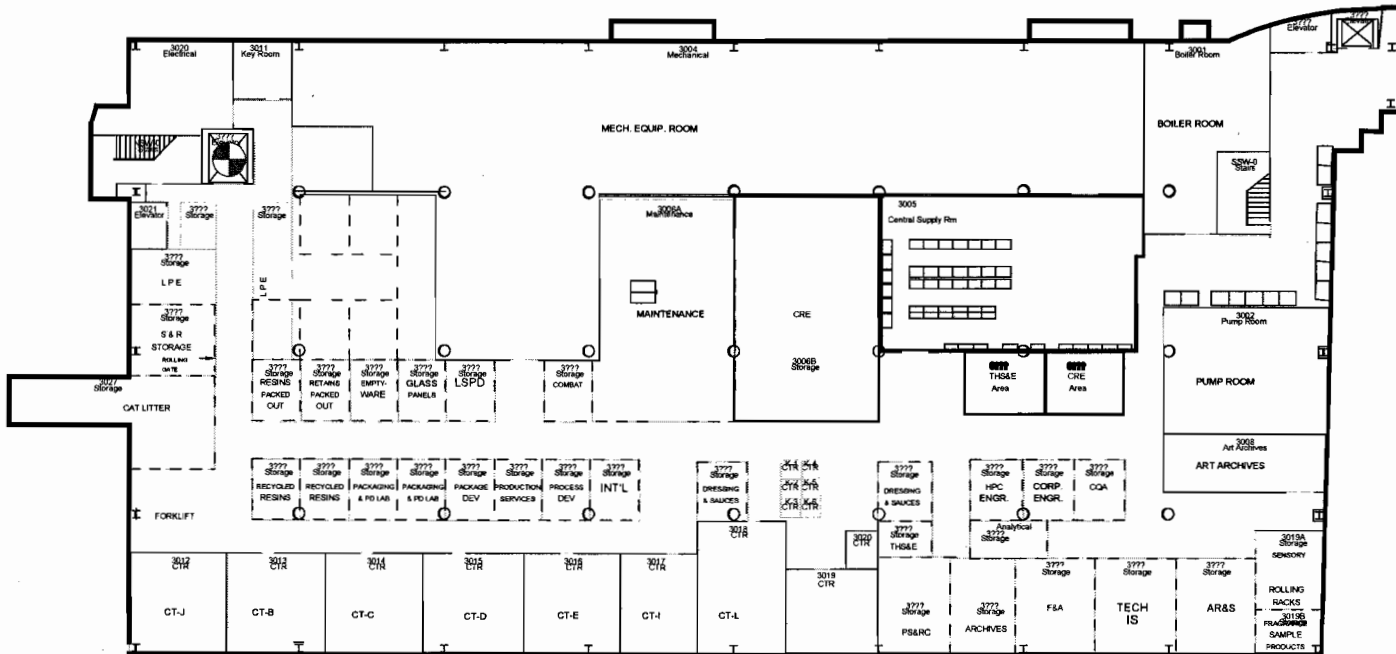 3020
Electrical
3011
Key Room
3004
Mechanical
3001
Boiler Room
3???
Elevator
3???
Elevator
MECH. EQUIP. ROOM
BOILER ROOM
Stairs
3???
Elevator
SSW-0
Stairs
3021
Elevator
3???
Storage
3???
Storage
3006A
Maintenance
3005
Central Supply Rm
3???
Storage
L P E
L P E
3???
Storage
S & R
STORAGE
ROLLING
GATE
MAINTENANCE
CRE
3006B
Storage
3002
Pump Room
PUMP ROOM
3???
Storage
RESINS
PACKED
OUT
3???
Storage
RETAINS
PACKED
OUT
3???
Storage
EMPTY-
WARE
3???
Storage
GLASS
PANELS
3???
Storage
LSPD
3???
Storage
COMBAT
THS&E
Area
CRE
Area
3027
Storage
CAT LITTER
3008
Art Archives
ART ARCHIVES
3???
Storage
RECYCLED
RESINS
3???
Storage
RECYCLED
RESINS
3???
Storage
PACKAGING
& PD LAB
3???
Storage
PACKAGING
& PD LAB
3???
Storage
PACKAGE
DEV
3???
Storage
PRODUCTION
SERVICES
3???
Storage
PROCESS
DEV
3???
Storage
INT'L
3???
Storage
DRESSING
& SAUCES
CTR
CTR
CTR
CTR
K-3
CTR
K-6
CTR
3???
Storage
DRESSING
& SAUCES
3???
Storage
HPC
ENGR.
3???
Storage
CORP.
ENGR.
3???
Storage
CQA
FORKLIFT
3???
Storage
THS&E
Analytical
3???
Storage
3012
CTR
CT-J
3013
CTR
CT-B
3014
CTR
CT-C
3015
CTR
CT-D
3016
CTR
CT-E
3017
CTR
CT-I
3018
CTR
CT-L
3020
CTR
3019
CTR
3???
Storage
PS&RC
3???
Storage
ARCHIVES
3???
Storage
F&A
3???
Storage
TECH
IS
3???
Storage
AR&S
3019A
Storage
SENSORY
ROLLING
RACKS
3019B
FRAGRANCE
SAMPLE
PRODUCTS